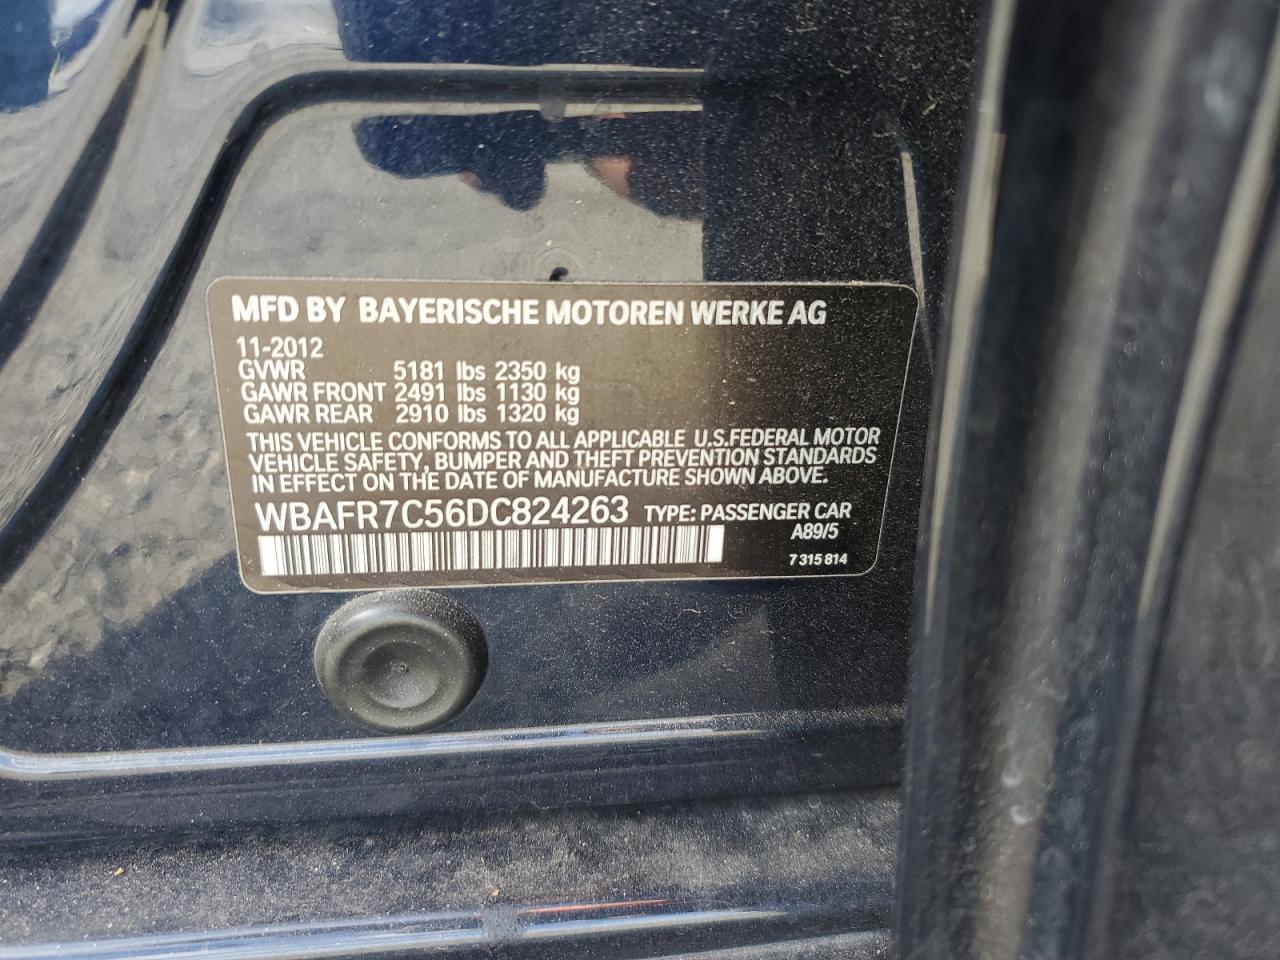 MFD BY BAYERISCHE MOTOREN WERKE AG
11-2012
GVWR 5181 lbs 2350 kg
GAWR FRONT 2491 lbs 1130 kg
GAWR REAR 2910 lbs 1320 kg
THIS VEHICLE CONFORMS TO ALL APPLICABLE U.S.FEDERAL MOTOR
VEHICLE SAFETY, BUMPER AND THEFT PREVENTION STANDARDS
IN EFFECT ON THE DATE OF MANUFACTURE SHOWN ABOVE.
WBAFR7C56DC824263 TYPE: PASSENGER CAR
A89/5
7 315 814